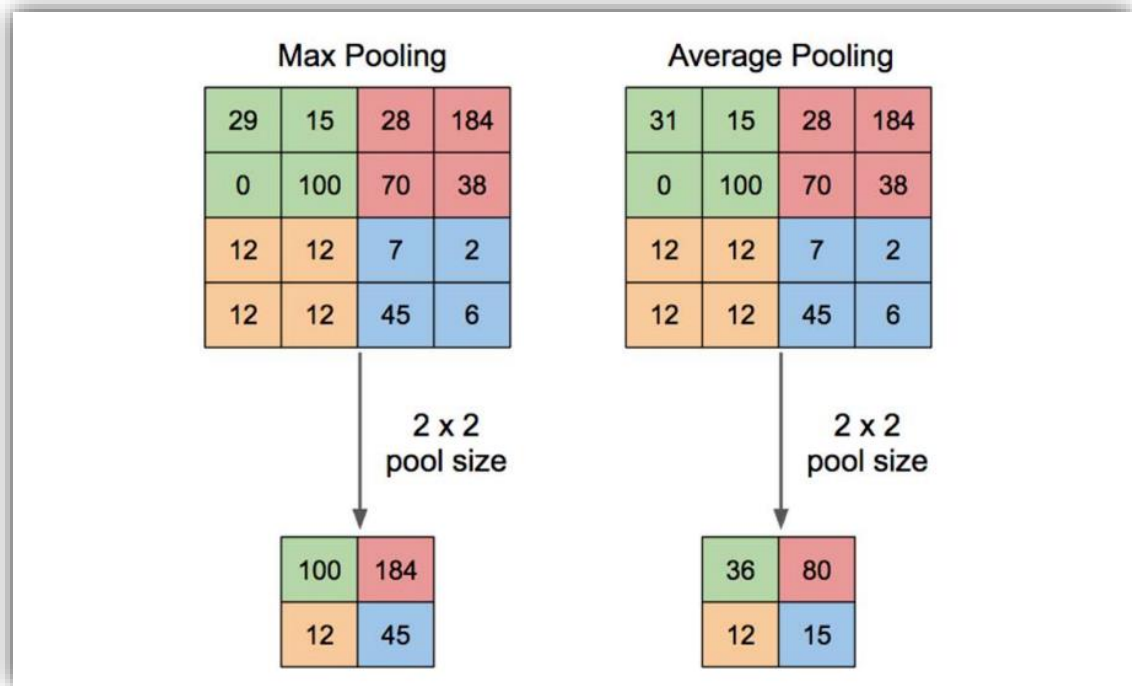 Max Pooling
29 15 28 184
0 100 70 38
12 12 7 2
12 12 45 6
2 x 2
pool size
100 184
12 45
Average Pooling
31 15 28 184
0 100 70 38
12 12 7 2
12 12 45 6
2 x 2
pool size
36 80
12 15